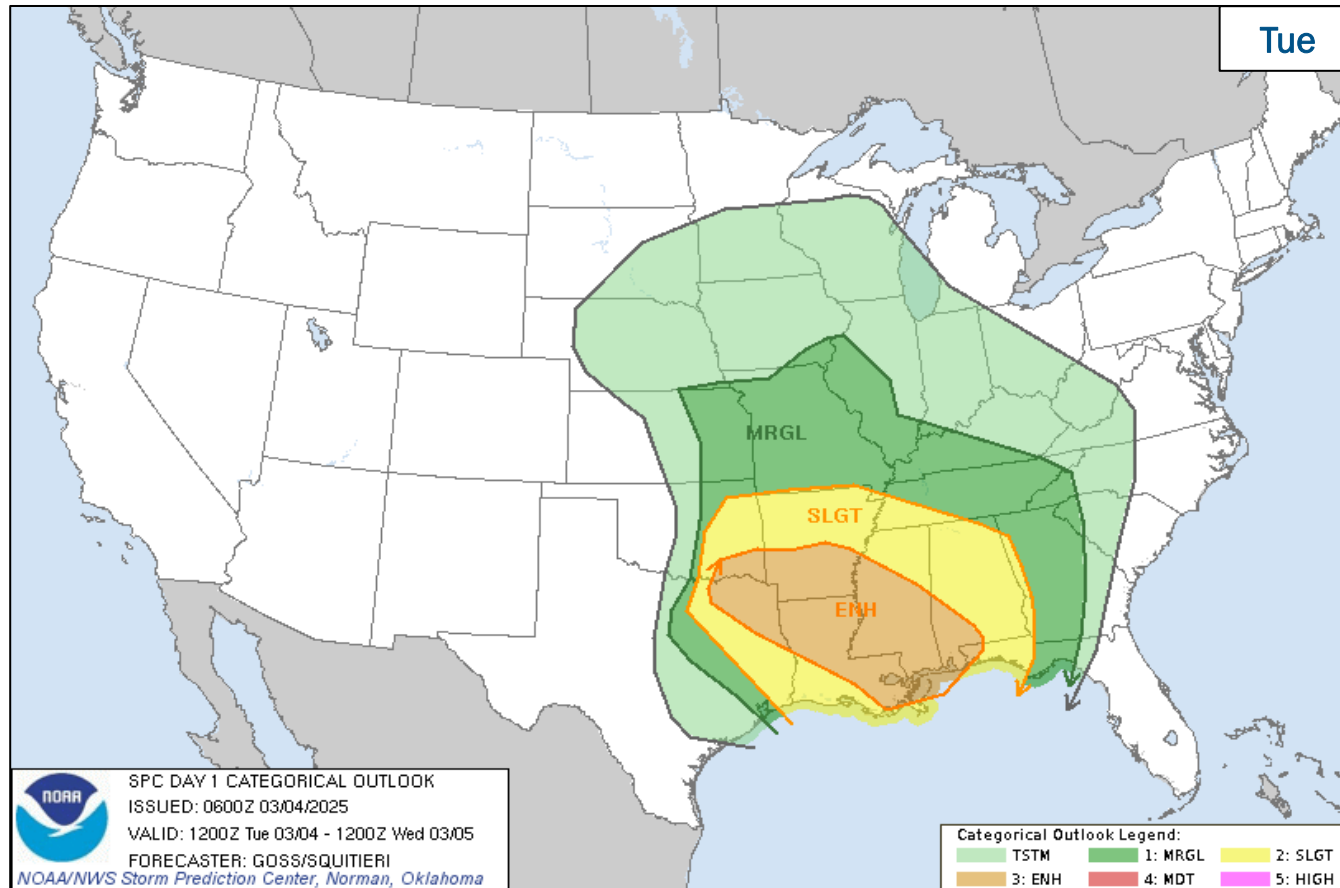 Tue
MRGL
SLGT
ENH
NOAA
SPC DAY 1 CATEGORICAL OUTLOOK
ISSUED: 0600Z 03/04/2025
VALID: 1200Z Tue 03/04 - 1200Z Wed 03/05
FORECASTER: GOSS/SQUITIERI
NOAA/NWS Storm Prediction Center, Norman, Oklahoma
Categorical Outlook Legend:
TSTM 1: MRGL 2: SLGT
3: ENH 4: MDT 5: HIGH